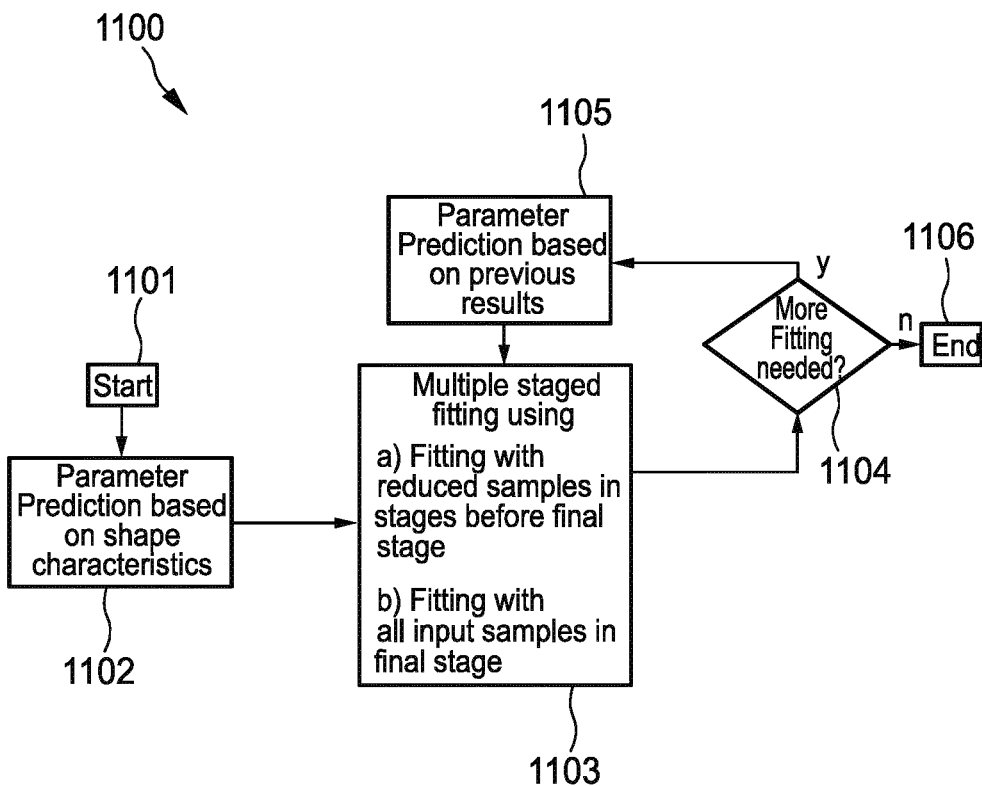 1100
1105
Parameter
Prediction based
on previous
results
1106
y
n
End
More
Fitting
needed?
1104
1101
Start
Parameter
Prediction based
on shape
characteristics
1102
Multiple staged
fitting using
a) Fitting with
reduced samples in
stages before final
stage
b) Fitting with
all input samples in
final stage
1103